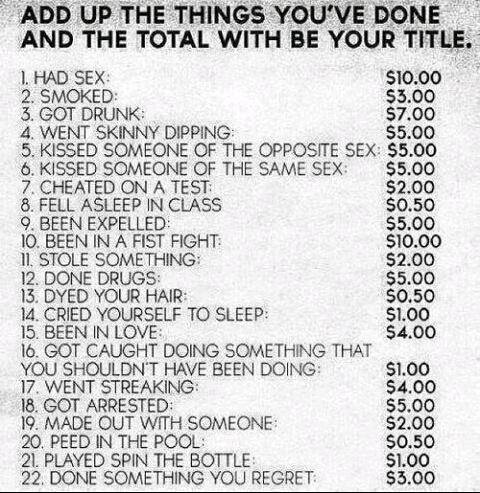 ADD UP THE THINGS YOU'VE DONE
AND THE TOTAL WITH BE YOUR TITLE.
1. HAD SEX: $10.00
2. SMOKED: $3.00
3. GOT DRUNK: $7.00
4. WENT SKINNY DIPPING: $5.00
5. KISSED SOMEONE OF THE OPPOSITE SEX: $5.00
6. KISSED SOMEONE OF THE SAME SEX: $5.00
7. CHEATED ON A TEST: $2.00
8. FELL ASLEEP IN CLASS $0.50
9. BEEN EXPELLED: $5.00
10. BEEN IN A FIST FIGHT: $10.00
11. STOLE SOMETHING: $2.00
12. DONE DRUGS: $5.00
13. DYED YOUR HAIR: $0.50
14. CRIED YOURSELF TO SLEEP: $1.00
15. BEEN IN LOVE: $4.00
16. GOT CAUGHT DOING SOMETHING THAT
YOU SHOULDN'T HAVE BEEN DOING: $1.00
17. WENT STREAKING: $4.00
18. GOT ARRESTED: $5.00
19. MADE OUT WITH SOMEONE: $2.00
20. PEED IN THE POOL: $0.50
21. PLAYED SPIN THE BOTTLE: $1.00
22. DONE SOMETHING YOU REGRET: $3.00